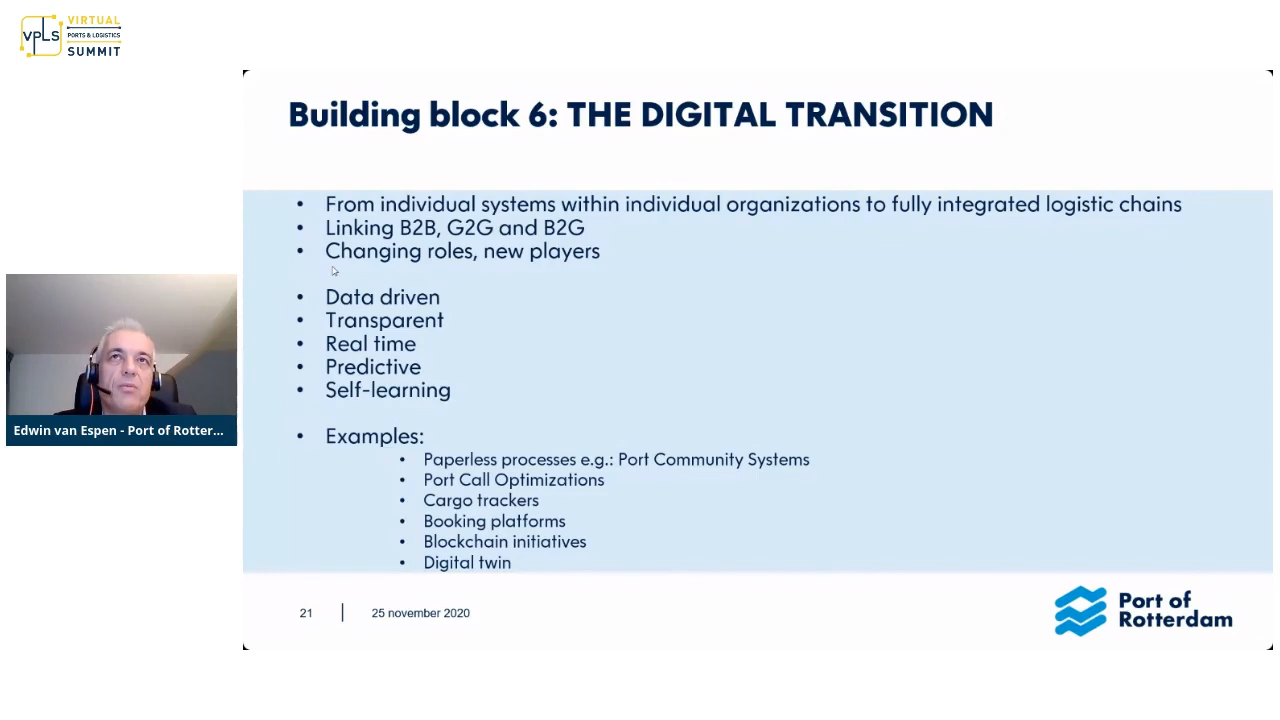 VIRTUAL
vpLs PORTS & LOGISTICS
SUMMIT
Building block 6: THE DIGITAL TRANSITION
• From individual systems within individual organizations to fully integrated logistic chains
• Linking B2B, G2G and B2G
• Changing roles, new players
• Data driven
• Transparent
• Real time
• Predictive
• Self-learning
• Examples:
• Paperless processes e.g.: Port Community Systems
• Port Call Optimizations
• Cargo trackers
• Booking platforms
• Blockchain initiatives
• Digital twin
Edwin van Espen - Port of Rotter...
21 | 25 november 2020
Port of
Rotterdam